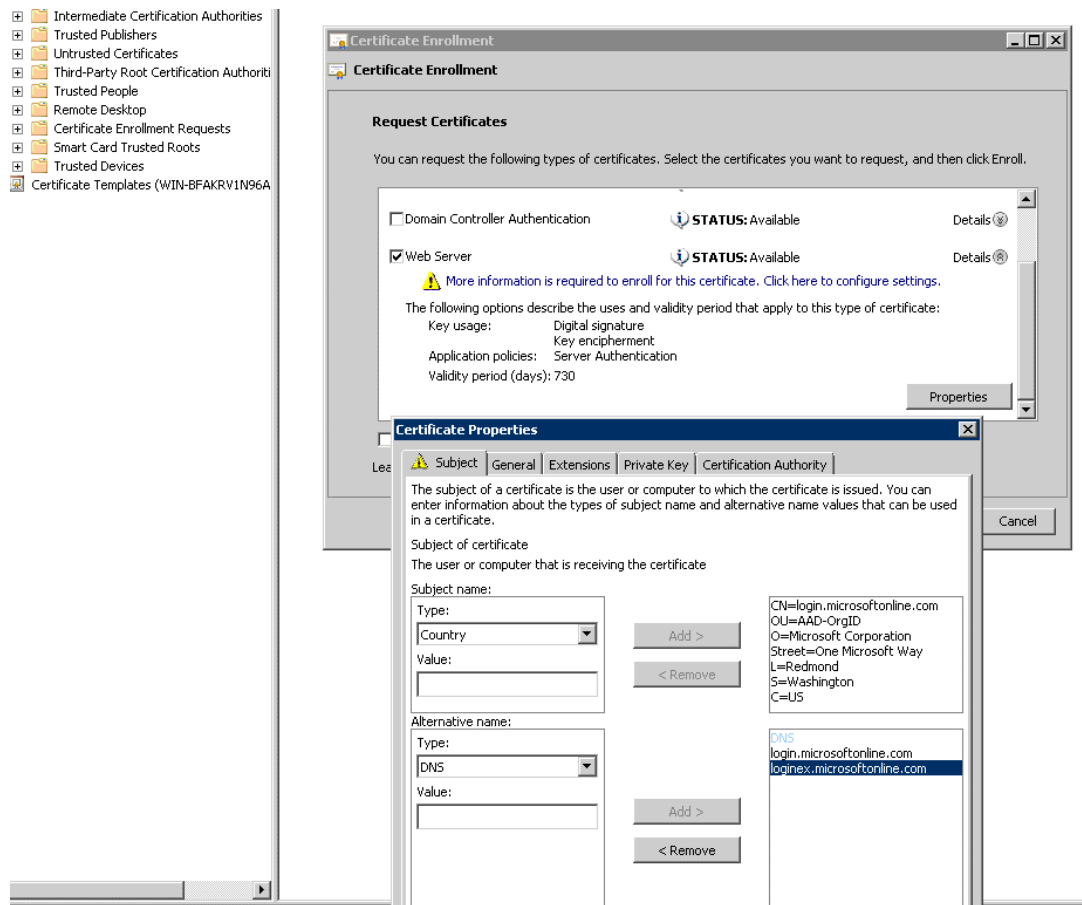 Intermediate Certification Authorities
Trusted Publishers
Untrusted Certificates
Third-Party Root Certification Authoriti
Trusted People
Remote Desktop
Certificate Enrollment Requests
Smart Card Trusted Roots
Trusted Devices
Certificate Templates (WIN-BFAKRV1N96A
Certificate Enrollment
Certificate Enrollment
Request Certificates
You can request the following types of certificates. Select the certificates you want to request, and then click Enroll.
Domain Controller Authentication STATUS: Available Details
Web Server STATUS: Available Details
More information is required to enroll for this certificate. Click here to configure settings.
The following options describe the uses and validity period that apply to this type of certificate:
Key usage: Digital signature
Key encipherment
Application policies: Server Authentication
Validity period (days): 730
Properties
Lea
Cancel
Certificate Properties
Subject General Extensions Private Key Certification Authority
The subject of a certificate is the user or computer to which the certificate is issued. You can
enter information about the types of subject name and alternative name values that can be used
in a certificate.
Subject of certificate
The user or computer that is receiving the certificate
Subject name:
Type:
Country
Value:
Add >
< Remove
CN=login.microsoftonline.com
OU=AAD-OrgID
O=Microsoft Corporation
Street=One Microsoft Way
L=Redmond
S=Washington
C=US
Alternative name:
Type:
DNS
Value:
Add >
< Remove
DNS
login.microsoftonline.com
loginex.microsoftonline.com